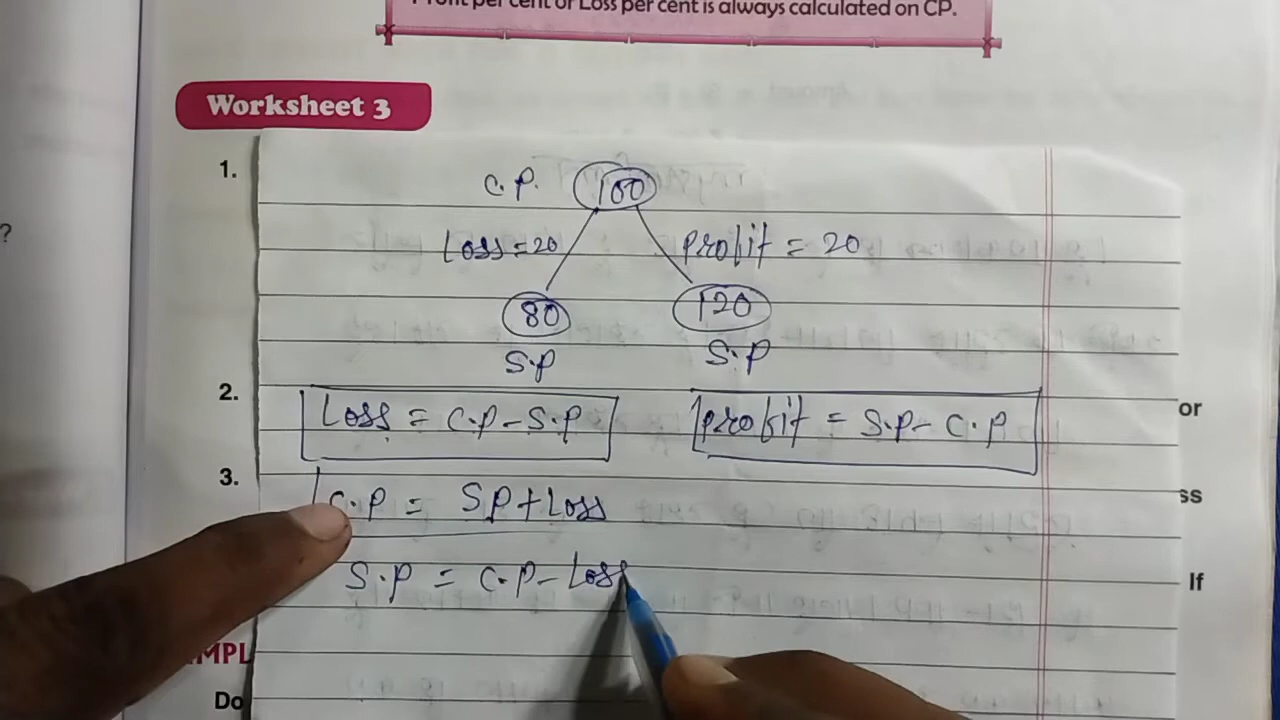 Profit per cent or Loss per cent is always calculated on CP.
Worksheet 3
1.
C.P. 100
Loss = 20 Profit = 20
80 120
S.P S.P
2.
Loss = C.P - S.P Profit = S.P - C.P
or
3.
C.P = SP + Loss
ss
S.P = C.P - Loss
If
MPL
Do
?